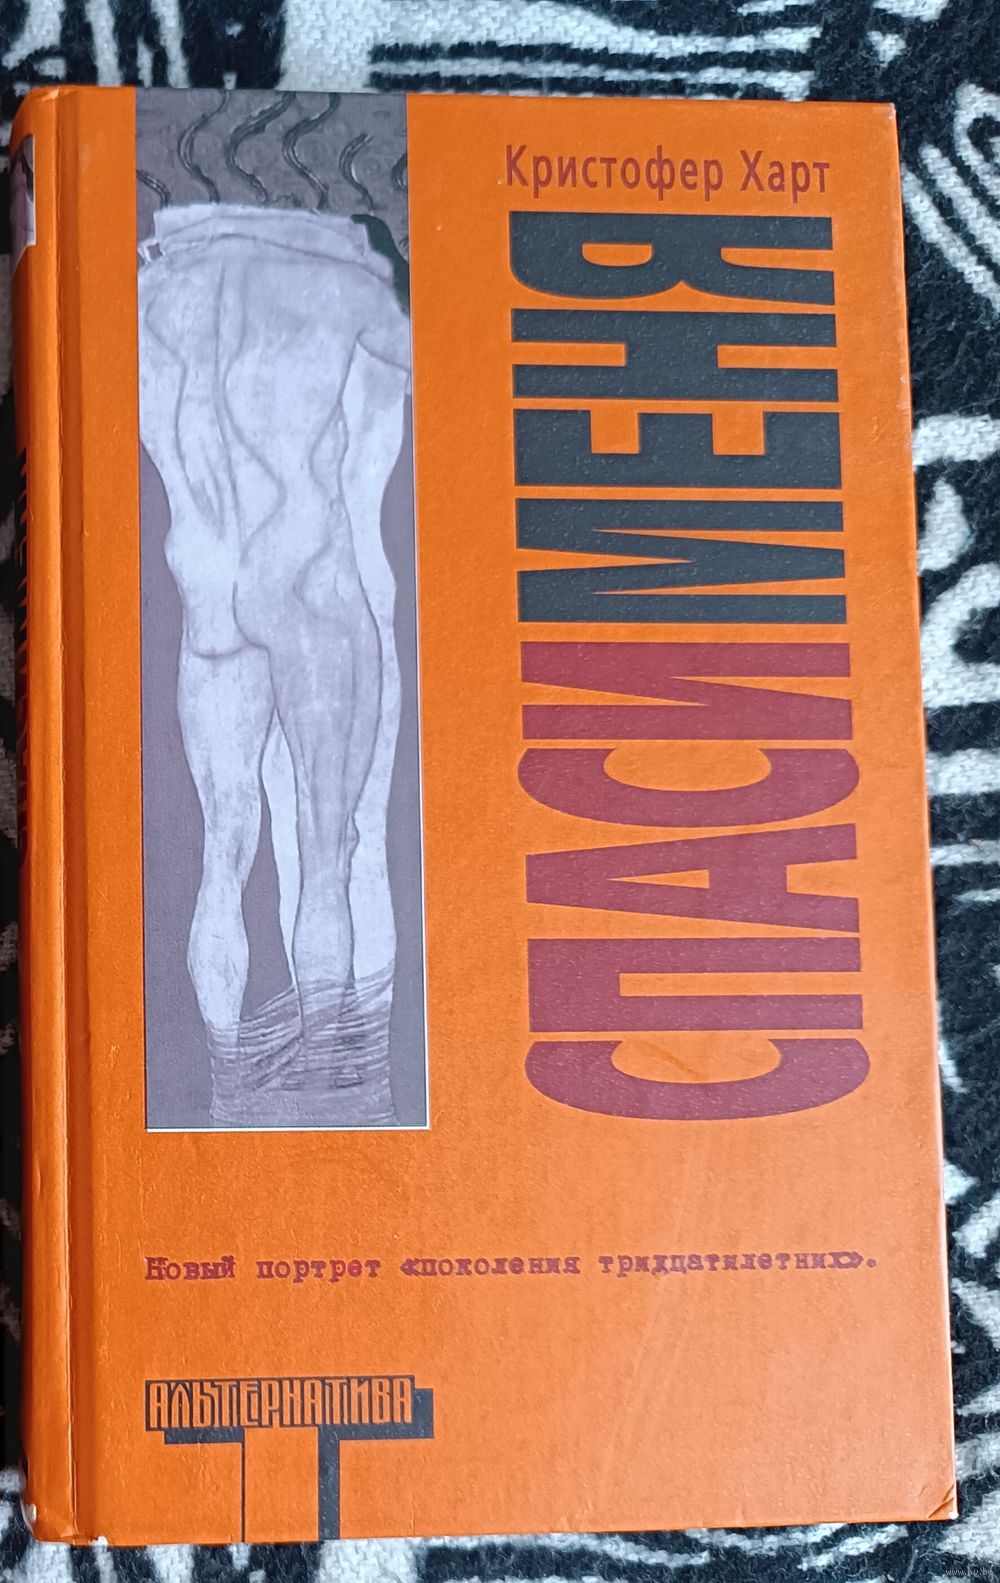 Кристофер Харт
СПАСИ МЕНЯ
Новый портрет «поколения тридцатилетних».
АЛЬТЕРНАТИВА